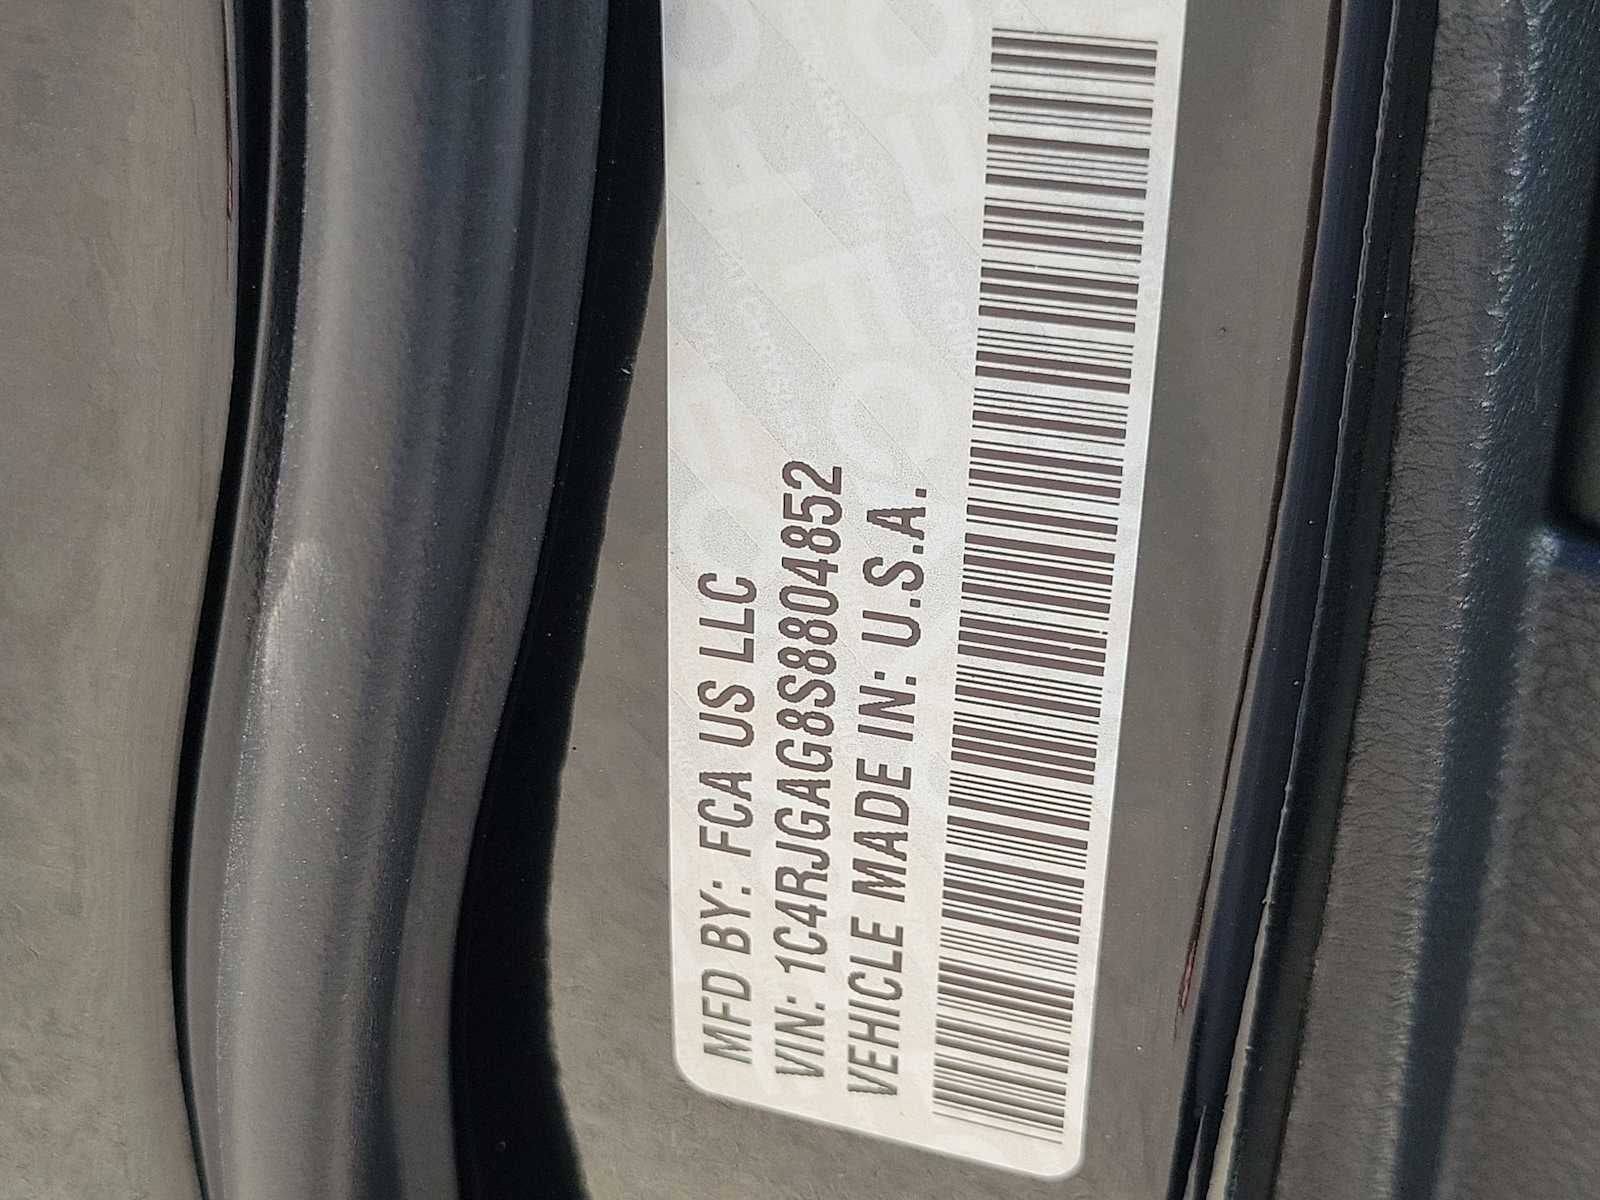 MFD BY: FCA US LLC
VIN: 1C4RJGAG8S8804852
VEHICLE MADE IN: U.S.A.